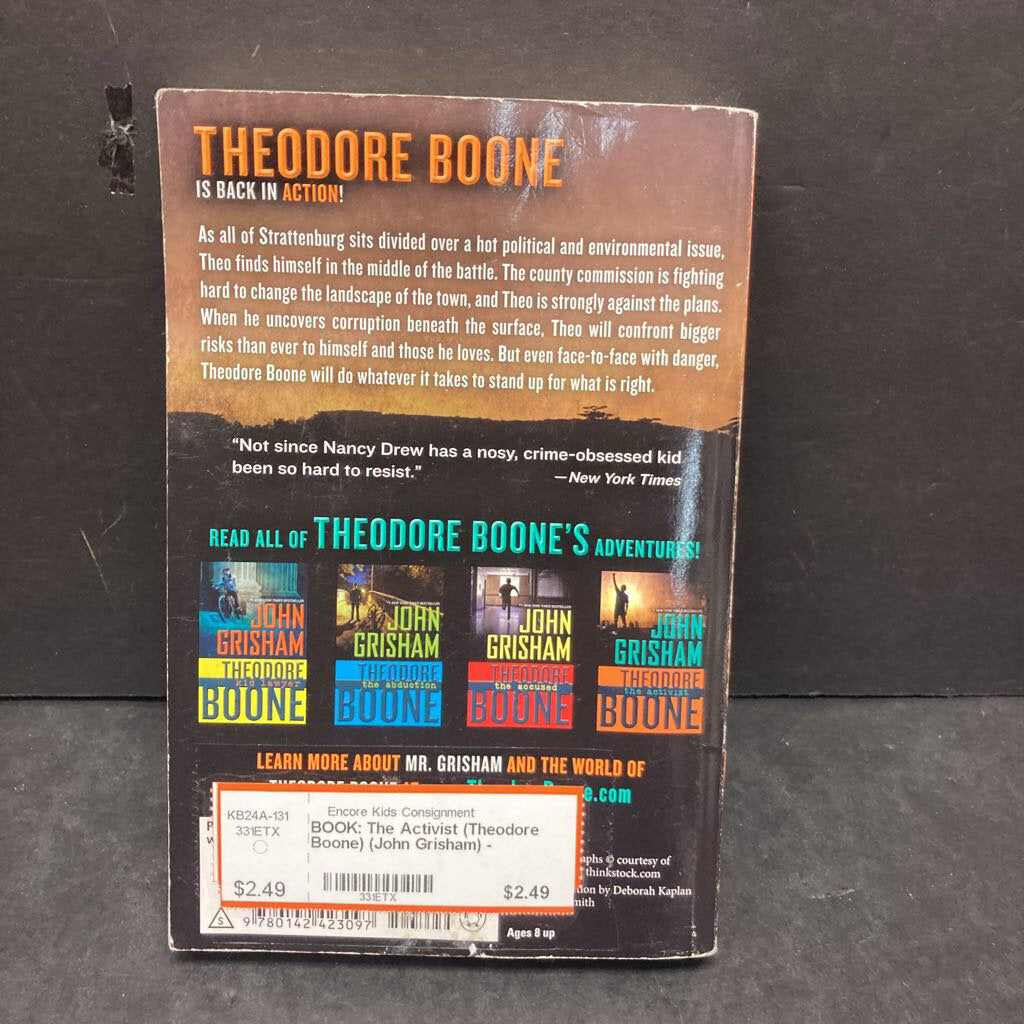 THEODORE BOONE
IS BACK IN ACTION!
As all of Strattenburg sits divided over a hot political and environmental issue,
Theo finds himself in the middle of the battle. The county commission is fighting
hard to change the landscape of the town, and Theo is strongly against the plans.
When he uncovers corruption beneath the surface, Theo will confront bigger
risks than ever to himself and those he loves. But even face-to-face with danger,
Theodore Boone will do whatever it takes to stand up for what is right.
“Not since Nancy Drew has a nosy, crime-obsessed kid
been so hard to resist.”
—New York Times
READ ALL OF THEODORE BOONE'S ADVENTURES!
JOHN
GRISHAM
THEODORE
kid lawyer
BOONE
JOHN
GRISHAM
THEODORE
the abduction
BOONE
JOHN
GRISHAM
THEODORE
the accused
BOONE
JOHN
GRISHAM
THEODORE
the activist
BOONE
LEARN MORE ABOUT MR. GRISHAM AND THE WORLD OF
e.com
KB24A-131
331ETX
$2.49
Encore Kids Consignment
BOOK: The Activist (Theodore
Boone) (John Grisham) -
331ETX
$2.49
aphs © courtesy of
thinkstock.com
ion by Deborah Kaplan
mith
S
9 780142 423097
Ages 8 up